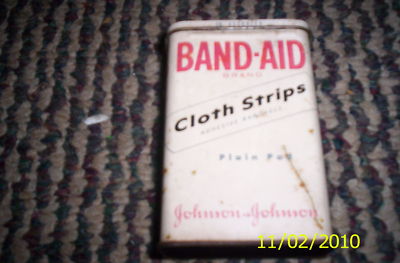 BAND-AID
BRAND
Cloth Strips
ADHESIVE BANDAGES
Plain Pad
Johnson & Johnson
11/02/2010